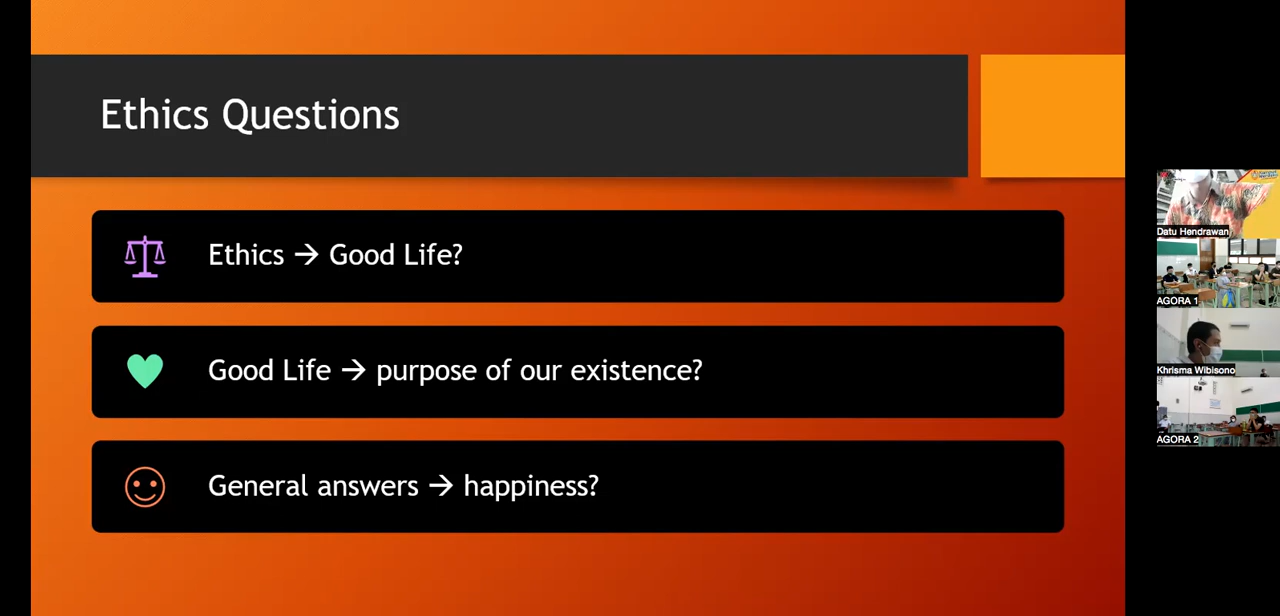 Ethics Questions
Ethics → Good Life?
Good Life → purpose of our existence?
General answers → happiness?
Datu Hendrawan
AGORA 1
Khrisma Wibisono
AGORA 2